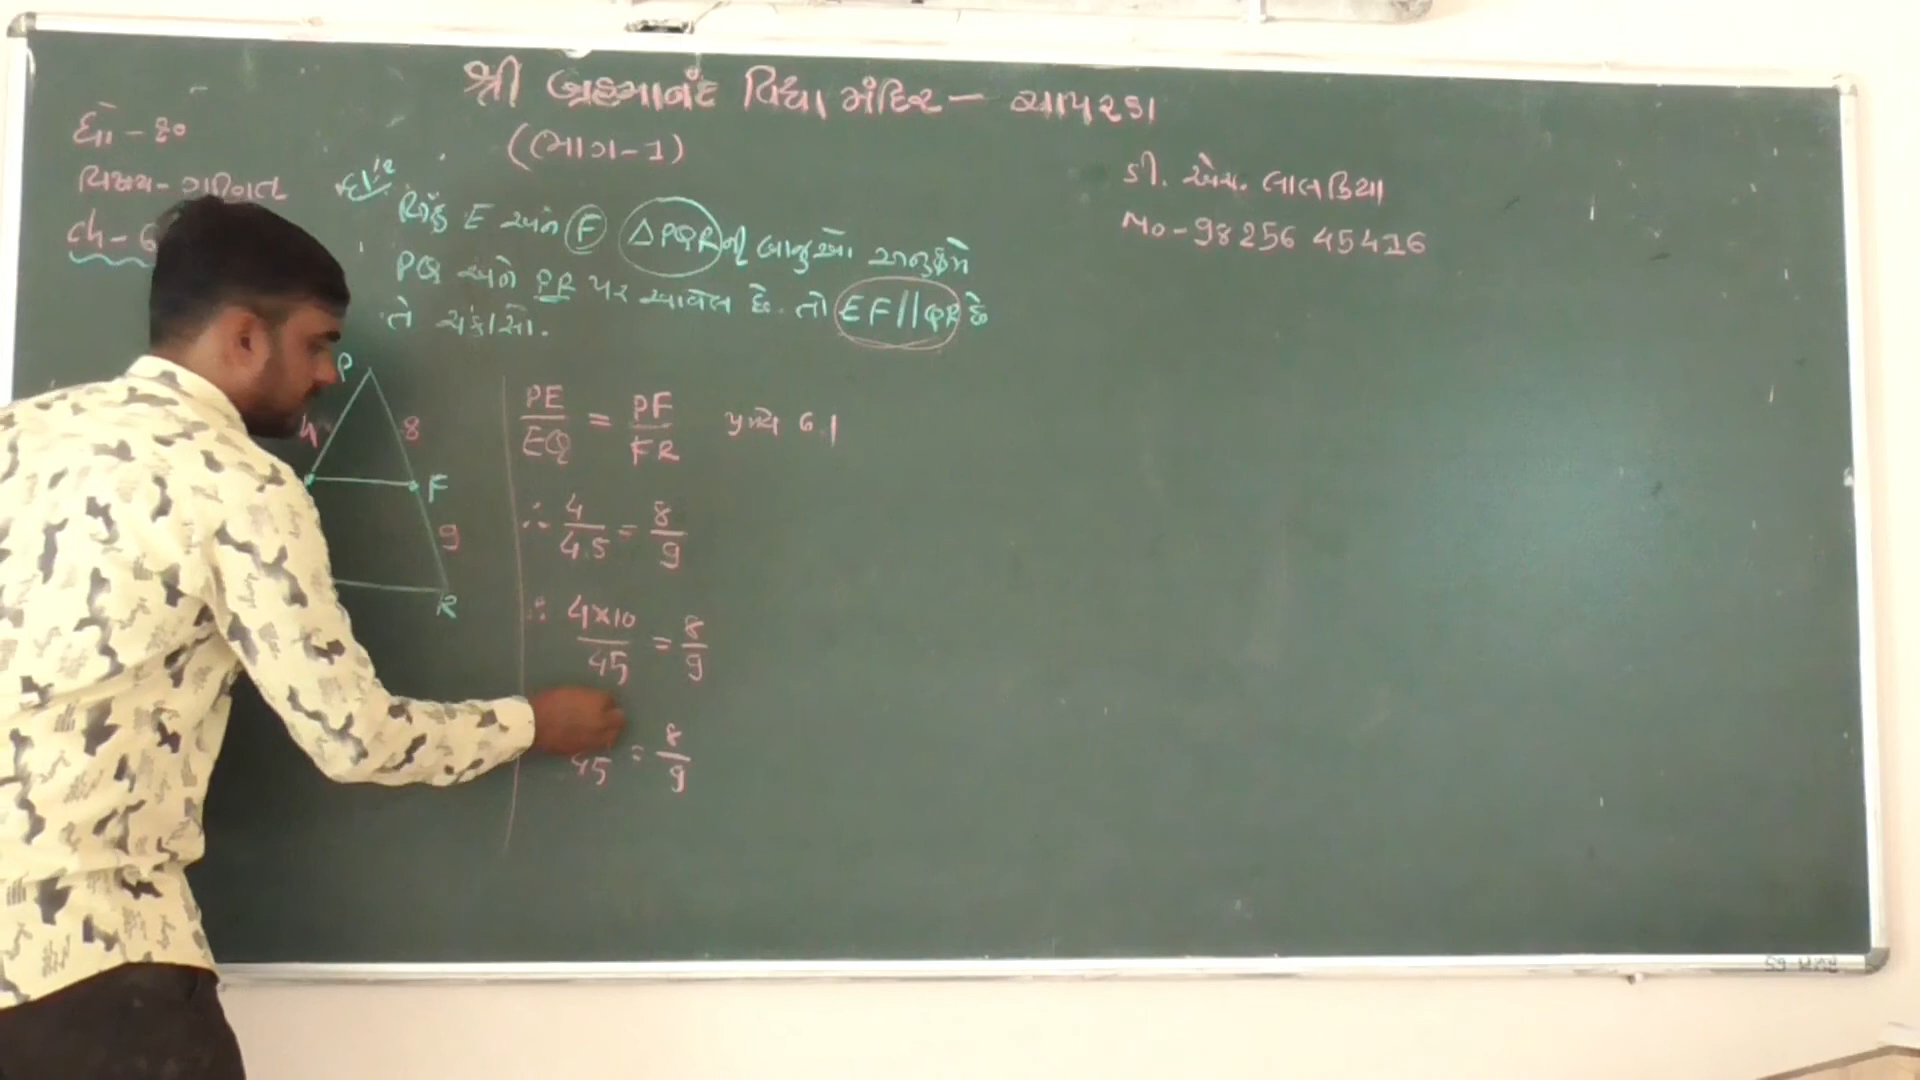 શ્રી બ્રહ્માનંદ વિદ્યા મંદિર - ચાપરડા
(ભાગ-1)
ધો - ૧૦
વિષય - ગણિત
ch - 6
ડી. એચ. લાલકિયા
Mo - 98256 45416
દા.ર
બિંદુ E અને F △PQR ની બાજુઓ અનુક્રમે
PQ અને PR પર આવેલ છે. તો EF || QR છે
તે ચકાસો.
P
4
8
F
9
R
PE/EQ = PF/FR પ્રમેય 6.1
∴ 4/4.5 = 8/9
∴ 4×10/45 = 8/9
45 = 8/9